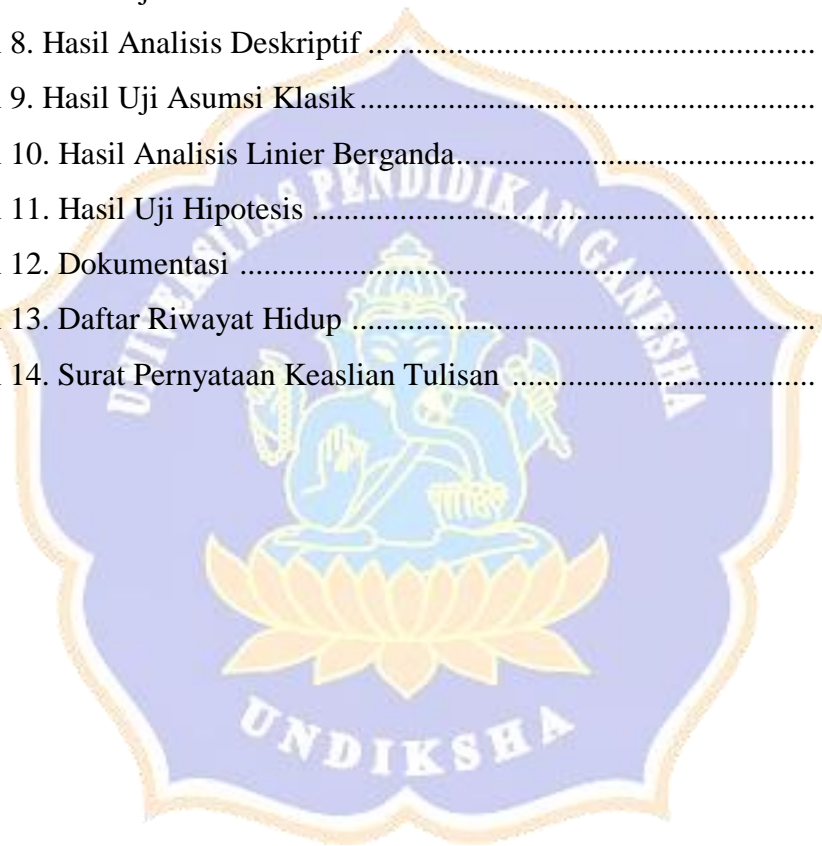 8. Hasil Analisis Deskriptif ........................................................
9. Hasil Uji Asumsi Klasik .........................................................
10. Hasil Analisis Linier Berganda.............................................
11. Hasil Uji Hipotesis ...............................................................
12. Dokumentasi ........................................................................
13. Daftar Riwayat Hidup ..........................................................
14. Surat Pernyataan Keaslian Tulisan ......................................
UNIVERSITAS PENDIDIKAN GANESHA
UNDIKSHA